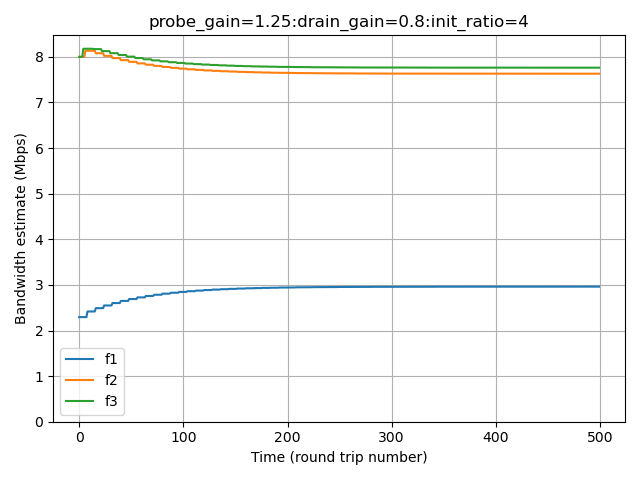 probe_gain=1.25:drain_gain=0.8:init_ratio=4
Bandwidth estimate (Mbps)
8
7
6
5
4
3
2
1
0
f1
f2
f3
0 100 200 300 400 500
Time (round trip number)